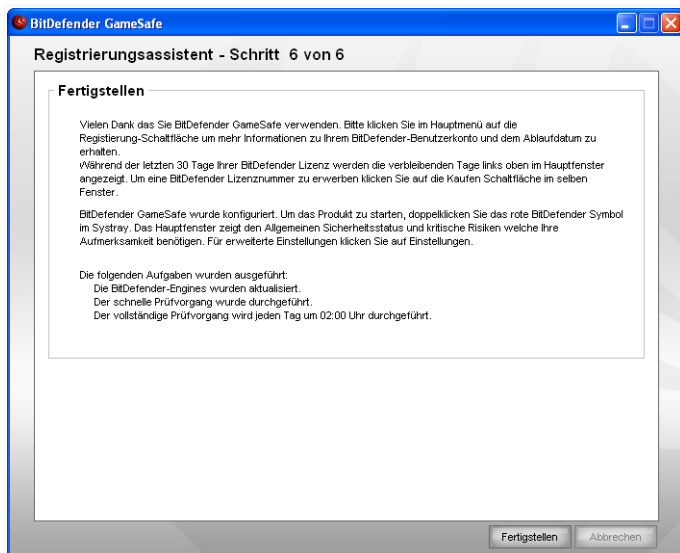 BitDefender GameSafe
Registrierungsassistent - Schritt 6 von 6
Fertigstellen
Vielen Dank das Sie BitDefender GameSafe verwenden. Bitte klicken Sie im Hauptmenü auf die
Registierung-Schaltfläche um mehr Informationen zu Ihrem BitDefender-Benutzerkonto und dem Ablaufdatum zu
erhalten.
Während der letzten 30 Tage Ihrer BitDefender Lizenz werden die verbleibenden Tage links oben im Hauptfenster
angezeigt. Um eine BitDefender Lizenznummer zu erwerben klicken Sie auf die Kaufen Schaltfläche im selben
Fenster.
BitDefender GameSafe wurde konfiguriert. Um das Produkt zu starten, doppelklicken Sie das rote BitDefender Symbol
im Systray. Das Hauptfenster zeigt den Allgemeinen Sicherheitsstatus und kritische Risiken welche Ihre
Aufmerksamkeit benötigen. Für erweiterte Einstellungen klicken Sie auf Einstellungen.
Die folgenden Aufgaben wurden ausgeführt:
Die BitDefender-Engines wurden aktualisiert.
Der schnelle Prüfvorgang wurde durchgeführt.
Der vollständige Prüfvorgang wird jeden Tag um 02:00 Uhr durchgeführt.
Fertigstellen
Abbrechen